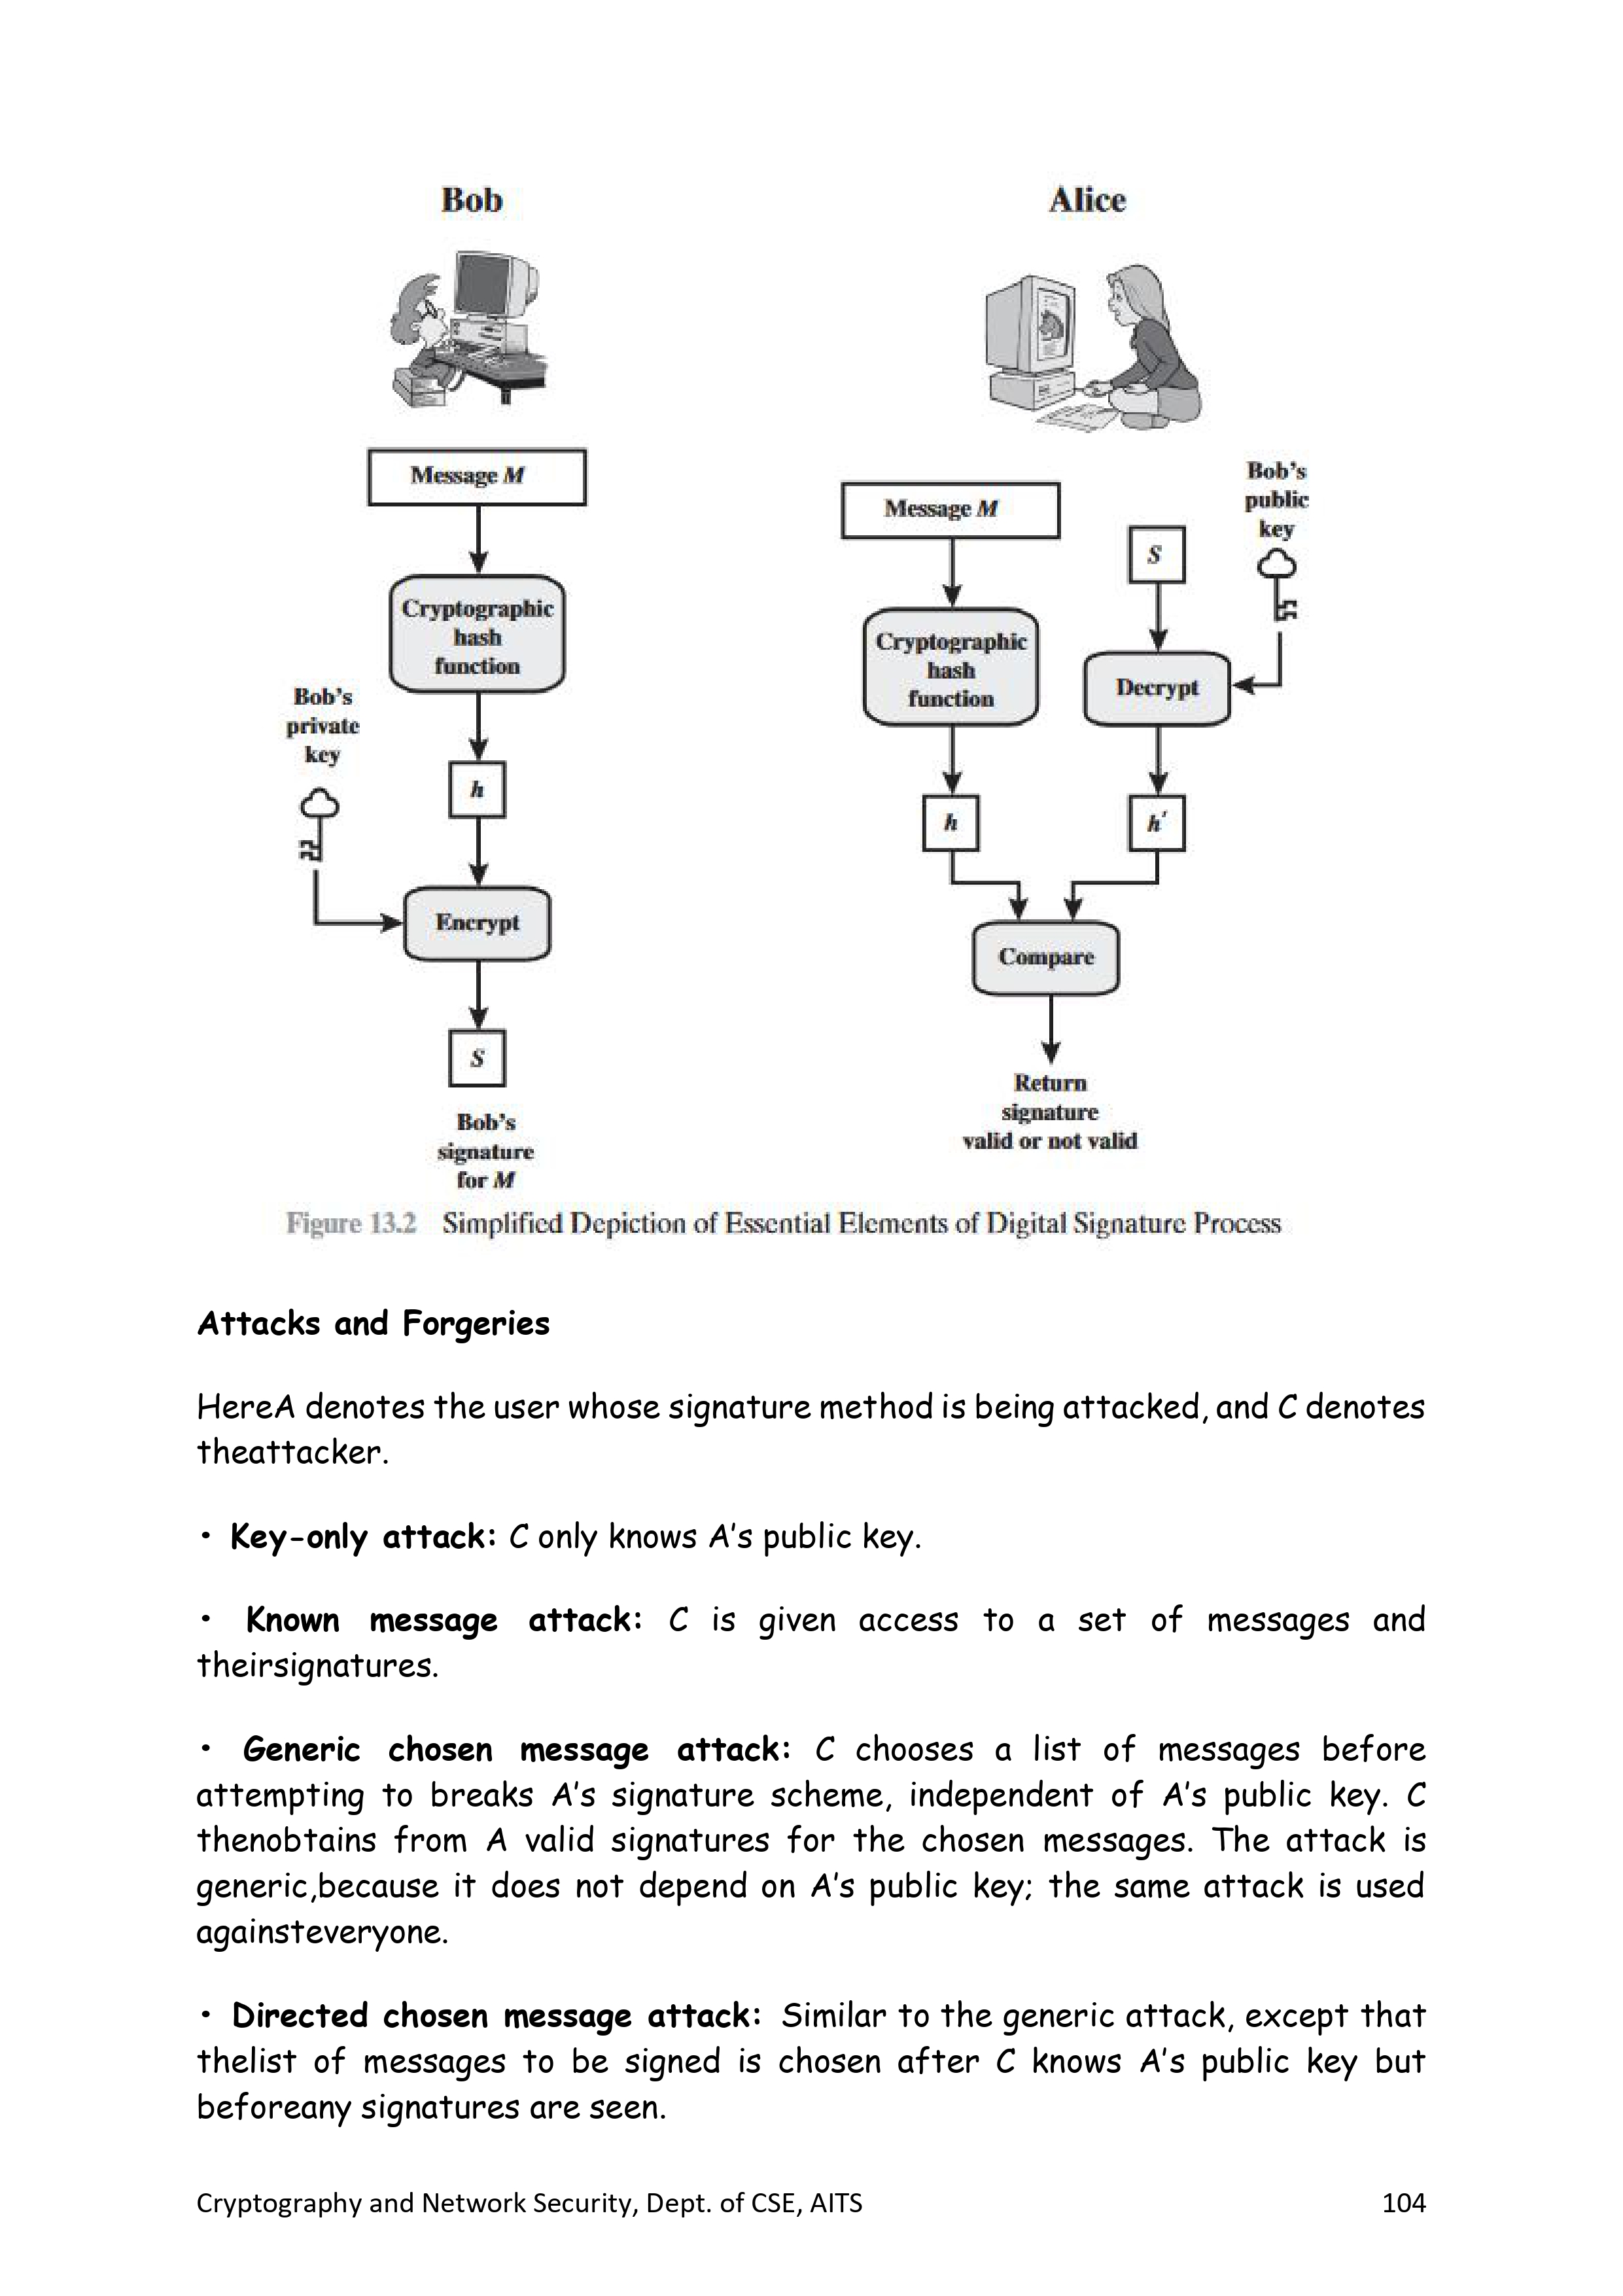 Bob
Alice
Message M
Cryptographic
hash
function
Bob's
private
key
h
Encrypt
S
Bob's
signature
for M
Message M
S
Bob's
public
key
Cryptographic
hash
function
Decrypt
h
h′
Compare
Return
signature
valid or not valid
Figure 13.2 Simplified Depiction of Essential Elements of Digital Signature Process
Attacks and Forgeries
HereA denotes the user whose signature method is being attacked, and C denotes
theattacker.
• Key-only attack: C only knows A's public key.
• Known message attack: C is given access to a set of messages and
theirsignatures.
• Generic chosen message attack: C chooses a list of messages before
attempting to breaks A's signature scheme, independent of A's public key. C
thenobtains from A valid signatures for the chosen messages. The attack is
generic,because it does not depend on A's public key; the same attack is used
againsteveryone.
• Directed chosen message attack: Similar to the generic attack, except that
thelist of messages to be signed is chosen after C knows A's public key but
beforeany signatures are seen.
Cryptography and Network Security, Dept. of CSE, AITS 104